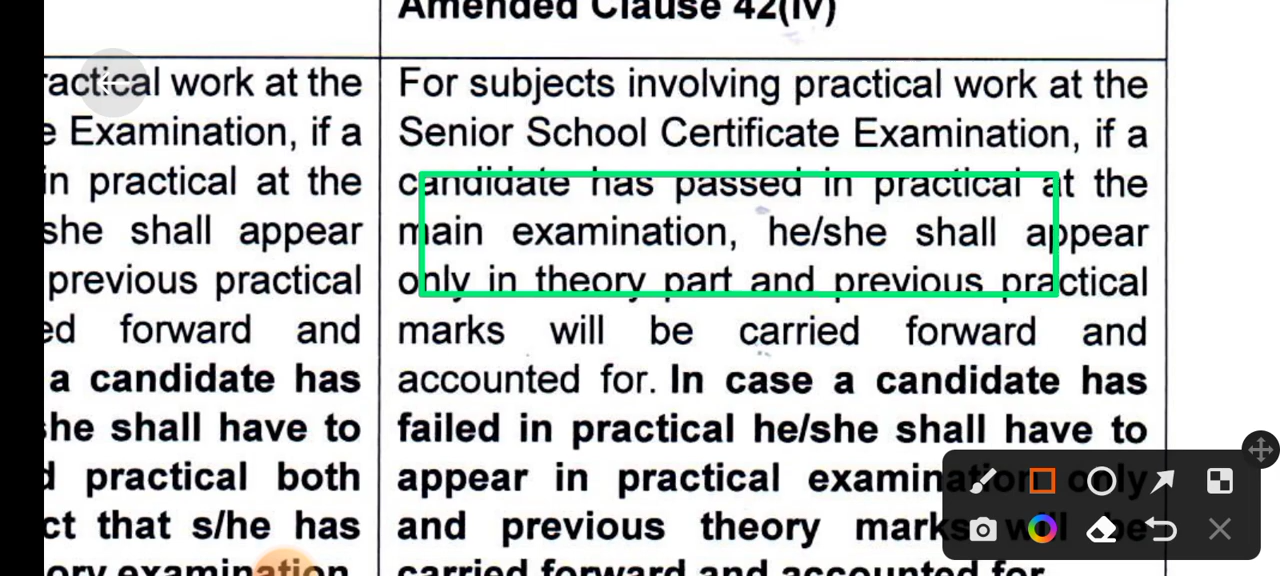 Amended Clause 42(iv)
ractical work at the
e Examination, if a
in practical at the
she shall appear
previous practical
ed forward and
a candidate has
she shall have to
d practical both
ct that s/he has
ory examination
For subjects involving practical work at the
Senior School Certificate Examination, if a
candidate has passed in practical at the
main examination, he/she shall appear
only in theory part and previous practical
marks will be carried forward and
accounted for. In case a candidate has
failed in practical he/she shall have to
appear in practical examination only
and previous theory marks will be
carried forward and accounted for